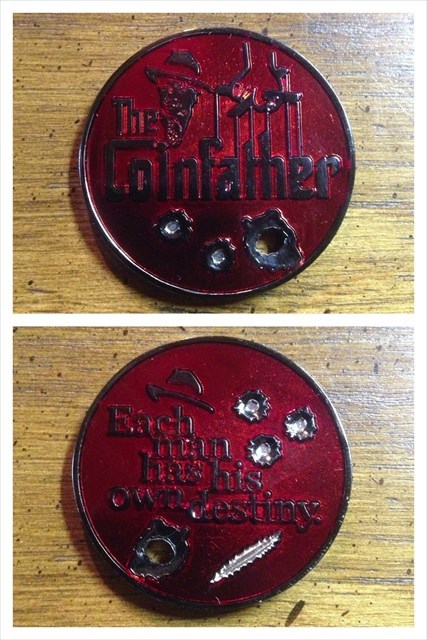 The
Coinfather
Each
man
has his
own destiny.